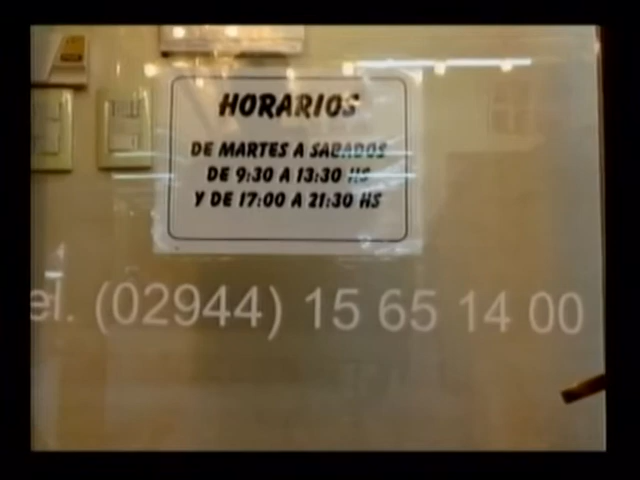 HORARIOS
DE MARTES A SABADOS
DE 9:30 A 13:30 HS
Y DE 17:00 A 21:30 HS
el. (02944) 15 65 14 00